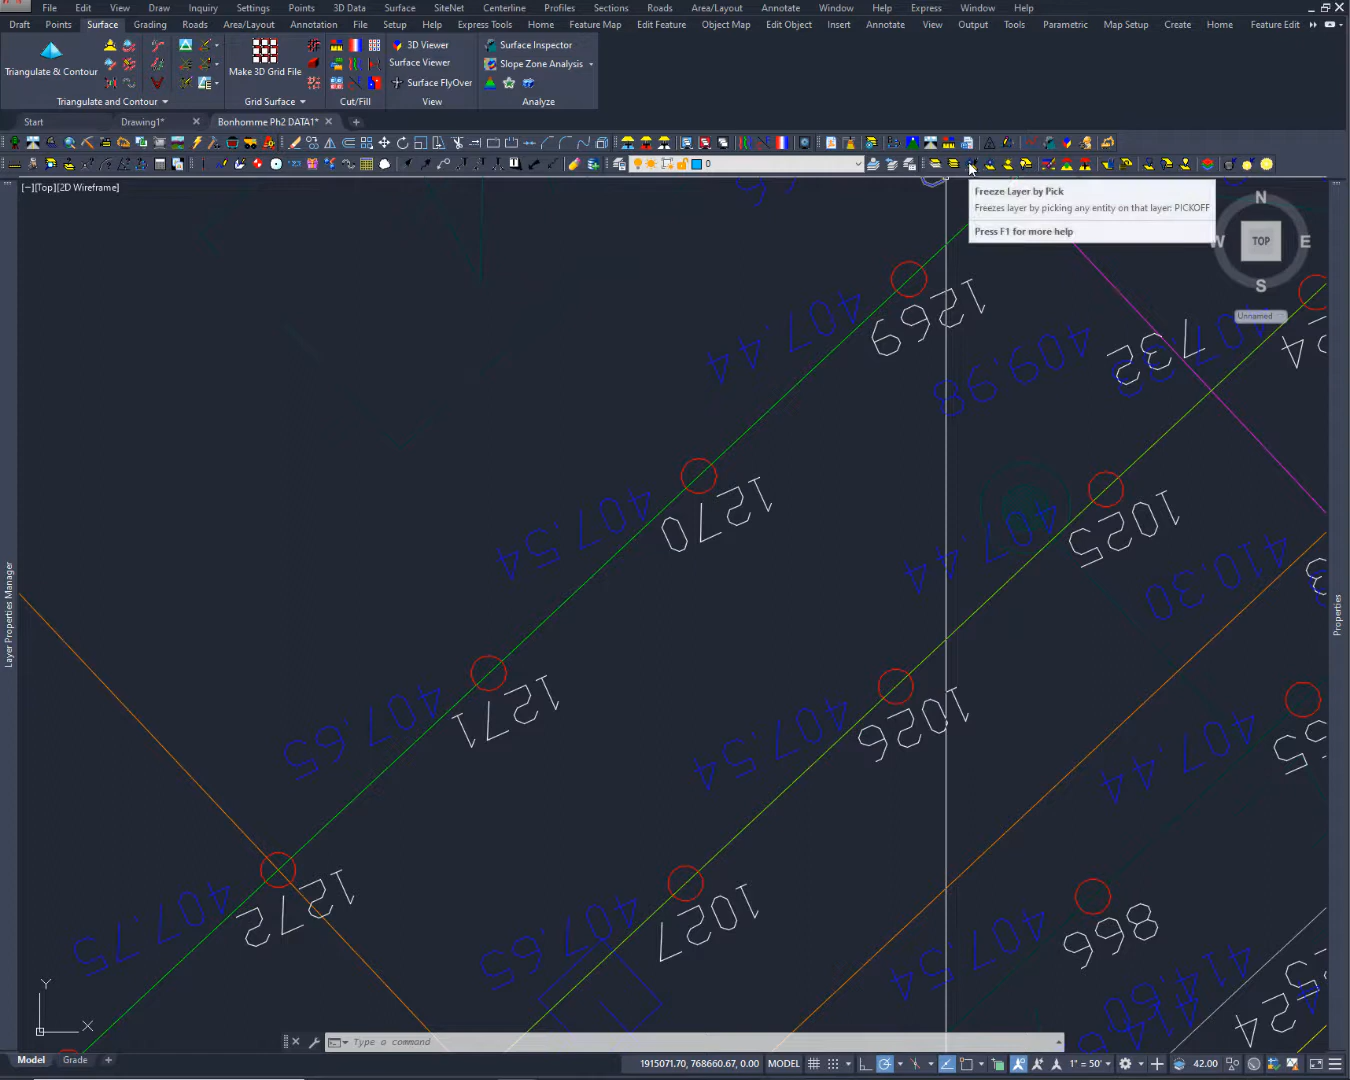 File Edit View Draw Inquiry Settings Points 3D Data Surface SiteNet Centerline Profiles Sections Roads Area/Layout Annotate Window Help Express Window Help
Draft Points Surface Grading Roads Area/Layout Annotation File Setup Help Express Tools Home Feature Map Edit Feature Object Map Edit Object Insert Annotate View Output Tools Parametric Map Setup Create Home Feature Edit
3D Viewer Surface Inspector
Surface Viewer Slope Zone Analysis
Triangulate & Contour Make 3D Grid File
Surface FlyOver
Triangulate and Contour Grid Surface Cut/Fill View Analyze
Start Drawing1* Bonhomme Ph2 DATA1*
0
[−][Top][2D Wireframe]
Freeze Layer by Pick
Freezes layer by picking any entity on that layer: PICKOFF
Press F1 for more help
N
W TOP E
S
Unnamed
407.44 1269
409.98 732
407.54 1270
407.44 1025
410.30
407.65 1271
407.54 1026
407.44
407.75 1272
407.65 1027
407.54 998
414.60
Layer Properties Manager
Properties
Y
X
Type a command
Model Grade + 1915071.70, 768660.67, 0.00 MODEL 1" = 50' 42.00